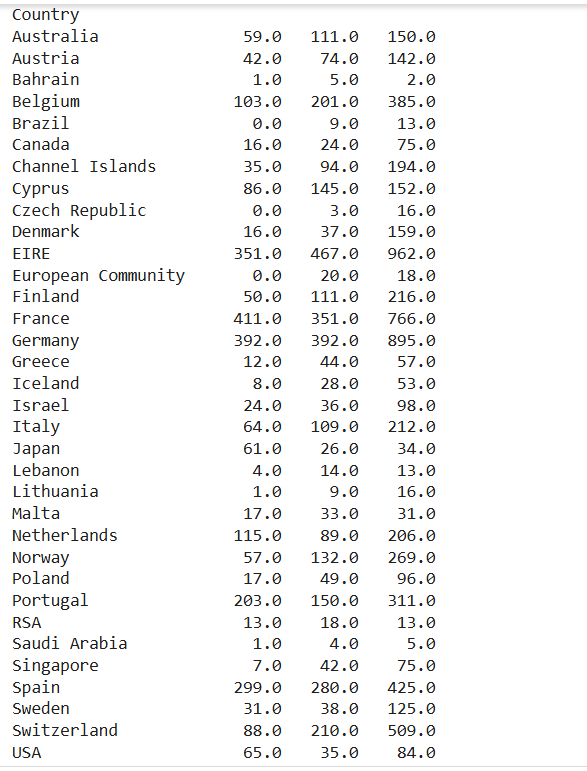 Country
Australia 59.0 111.0 150.0
Austria 42.0 74.0 142.0
Bahrain 1.0 5.0 2.0
Belgium 103.0 201.0 385.0
Brazil 0.0 9.0 13.0
Canada 16.0 24.0 75.0
Channel Islands 35.0 94.0 194.0
Cyprus 86.0 145.0 152.0
Czech Republic 0.0 3.0 16.0
Denmark 16.0 37.0 159.0
EIRE 351.0 467.0 962.0
European Community 0.0 20.0 18.0
Finland 50.0 111.0 216.0
France 411.0 351.0 766.0
Germany 392.0 392.0 895.0
Greece 12.0 44.0 57.0
Iceland 8.0 28.0 53.0
Israel 24.0 36.0 98.0
Italy 64.0 109.0 212.0
Japan 61.0 26.0 34.0
Lebanon 4.0 14.0 13.0
Lithuania 1.0 9.0 16.0
Malta 17.0 33.0 31.0
Netherlands 115.0 89.0 206.0
Norway 57.0 132.0 269.0
Poland 17.0 49.0 96.0
Portugal 203.0 150.0 311.0
RSA 13.0 18.0 13.0
Saudi Arabia 1.0 4.0 5.0
Singapore 7.0 42.0 75.0
Spain 299.0 280.0 425.0
Sweden 31.0 38.0 125.0
Switzerland 88.0 210.0 509.0
USA 65.0 35.0 84.0